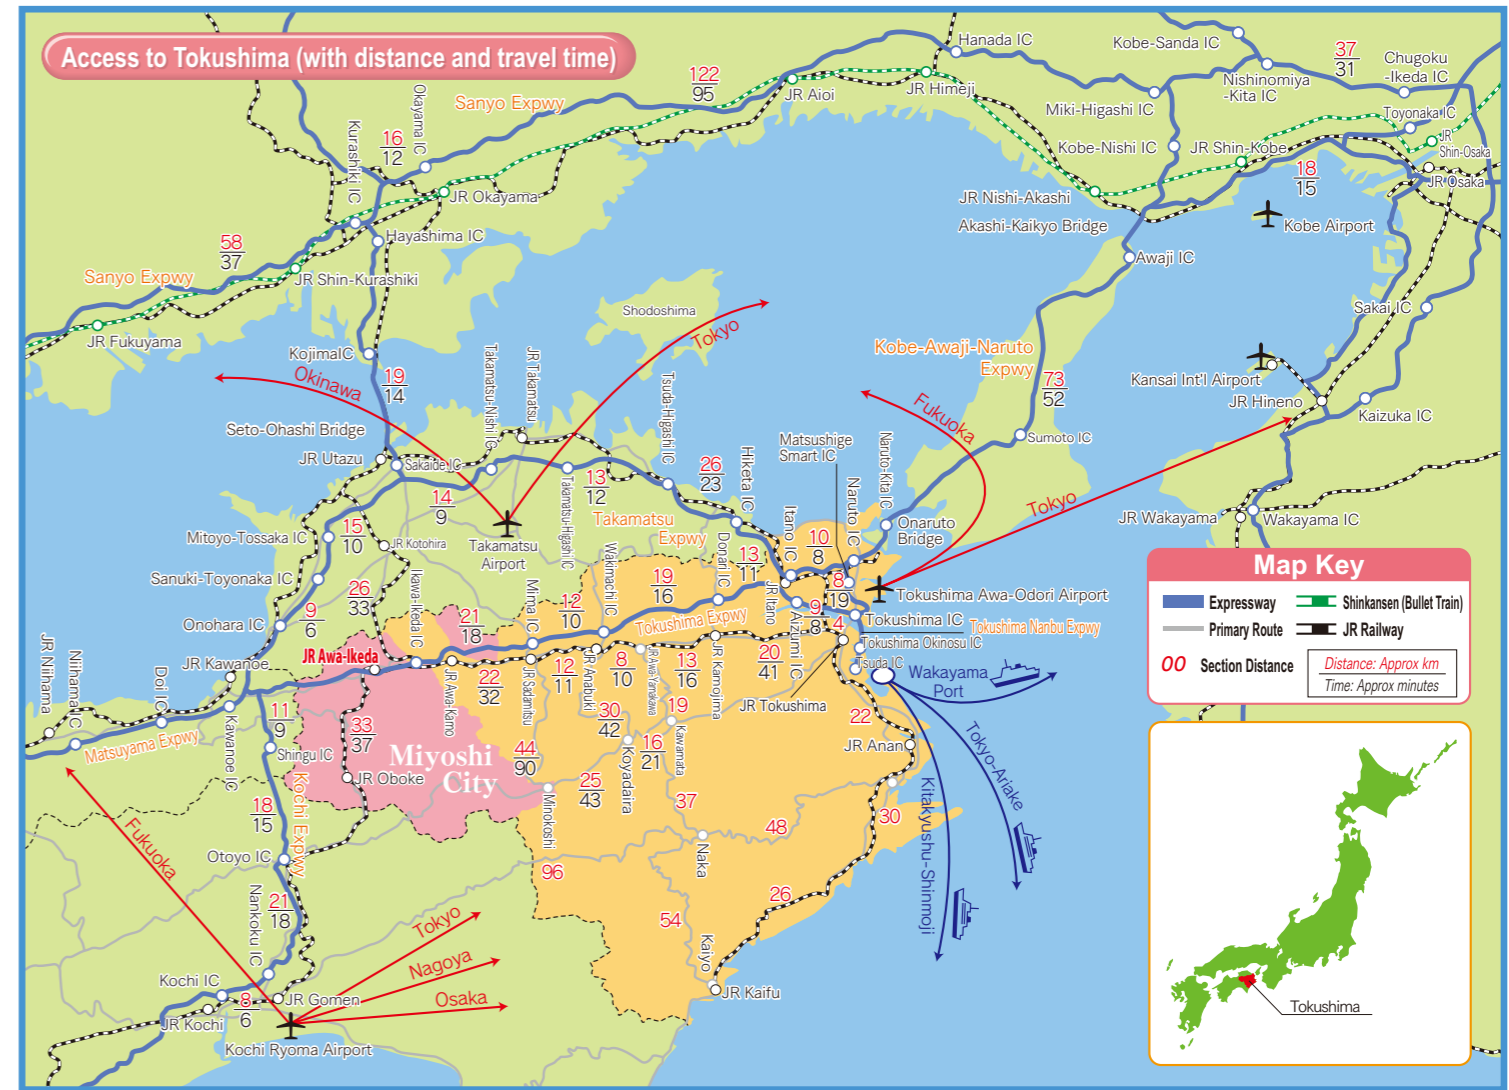 Access to Tokushima (with distance and travel time)
Hanada IC
Kobe-Sanda IC
37
31
Chugoku
-Ikeda IC
Nishinomiya
-Kita IC
122
95
JR Aioi
JR Himeji
Miki-Higashi IC
Toyonaka IC
JR
Shin-Osaka
Sanyo Expwy
Okayama IC
Kurashiki IC
16
12
Kobe-Nishi IC
JR Shin-Kobe
18
15
JR Osaka
JR Okayama
JR Nishi-Akashi
Akashi-Kaikyo Bridge
Kobe Airport
Hayashima IC
58
37
Sanyo Expwy
JR Shin-Kurashiki
Awaji IC
Shodoshima
Sakai IC
JR Fukuyama
KojimaIC
Tokyo
Kobe-Awaji-Naruto
Expwy
73
52
Kansai Int'l Airport
JR Hineno
Kaizuka IC
Okinawa
19
14
Takamatsu-Nishi IC
JR Takamatsu
Tsuda-Higashi IC
Fukuoka
Seto-Ohashi Bridge
JR Utazu
Sakaide IC
Matsushige
Smart IC
Naruto-Kita IC
Sumoto IC
26
23
Hiketa IC
Naruto IC
13
12
Takamatsu-Higashi IC
14
9
Takamatsu
Airport
Takamatsu
Expwy
Tokyo
Mitoyo-Tossaka IC
15
10
JR Kotohira
Itano IC
10
8
Onaruto
Bridge
JR Wakayama
Wakayama IC
Sanuki-Toyonaka IC
26
33
Ikawa-Ikeda IC
Mima IC
Wakimachi IC
Donari IC
13
11
JR Itano
8
19
Tokushima Awa-Odori Airport
9
6
Onohara IC
21
18
12
10
19
16
Tokushima Expwy
Aizumi IC
9
8
4
Tokushima IC
Tokushima Nanbu Expwy
Tokushima Okinosu IC
Tsuda IC
JR Niihama
Niihama IC
Doi IC
JR Kawanoe
JR Awa-Ikeda
JR Awa-Kamo
22
32
JR Sadamitsu
12
11
JR Anabuki
8
10
JR Awa-Yamakawa
13
16
JR Kamojima
20
41
JR Tokushima
Wakayama
Port
Matsuyama Expwy
Kawanoe IC
11
9
Shingu IC
33
37
Miyoshi
City
JR Oboke
44
90
30
42
Koyadaira
19
Kawamata
16
21
22
JR Anan
Tokyo-Ariake
Kitakyushu-Shinmoji
Kochi Expwy
18
15
Minokoshi
25
43
37
48
30
Fukuoka
Otoyo IC
96
Naka
26
Nankoku IC
21
18
54
Kaiyo
Tokyo
Nagoya
Osaka
Kochi IC
JR Kochi
8
6
JR Gomen
JR Kaifu
Kochi Ryoma Airport
Map Key
Expressway
Shinkansen (Bullet Train)
Primary Route
JR Railway
00 Section Distance
Distance: Approx km
Time: Approx minutes
Tokushima